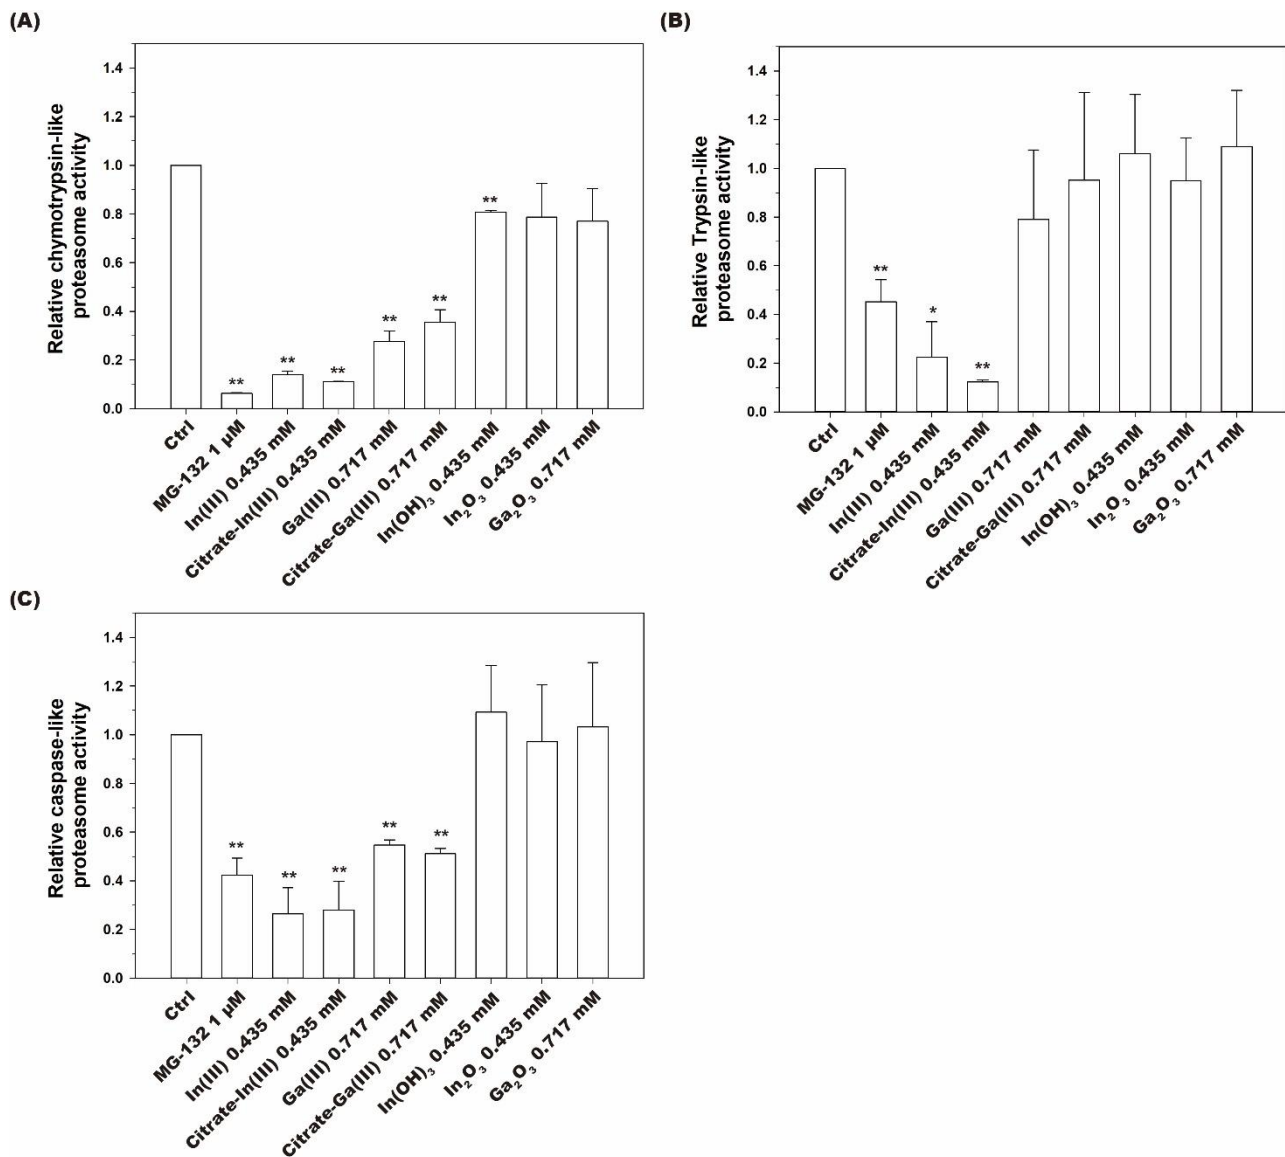 (A)
Relative chymotrypsin-like
proteasome activity
1.4
1.2
1.0
0.8
0.6
0.4
0.2
0.0
**
**
**
**
**
**
Ctrl
MG-132 1 μM
In(III) 0.435 mM
Citrate-In(III) 0.435 mM
Ga(III) 0.717 mM
Citrate-Ga(III) 0.717 mM
In(OH)₃ 0.435 mM
In₂O₃ 0.435 mM
Ga₂O₃ 0.717 mM
(B)
Relative Trypsin-like
proteasome activity
1.4
1.2
1.0
0.8
0.6
0.4
0.2
0.0
**
*
**
Ctrl
MG-132 1 μM
In(III) 0.435 mM
Citrate-In(III) 0.435 mM
Ga(III) 0.717 mM
Citrate-Ga(III) 0.717 mM
In(OH)₃ 0.435 mM
In₂O₃ 0.435 mM
Ga₂O₃ 0.717 mM
(C)
Relative caspase-like
proteasome activity
1.4
1.2
1.0
0.8
0.6
0.4
0.2
0.0
**
**
**
**
**
Ctrl
MG-132 1 μM
In(III) 0.435 mM
Citrate-In(III) 0.435 mM
Ga(III) 0.717 mM
Citrate-Ga(III) 0.717 mM
In(OH)₃ 0.435 mM
In₂O₃ 0.435 mM
Ga₂O₃ 0.717 mM